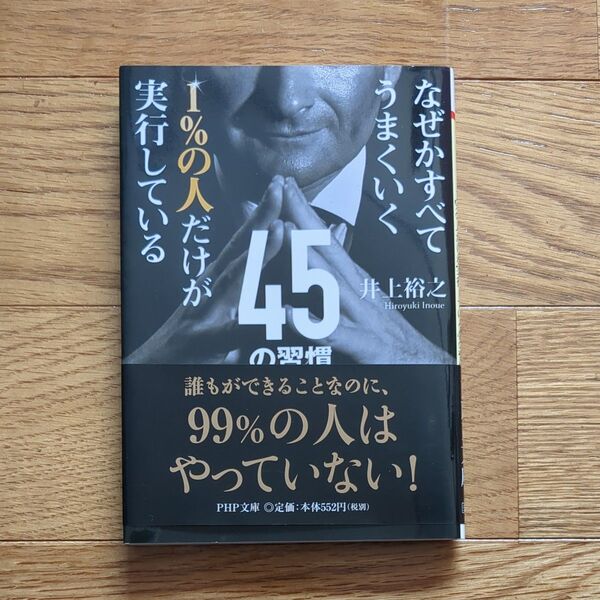 なぜかすべて
うまくいく
1%の人だけが
実行している
45
の習慣
井上裕之
Hiroyuki Inoue
誰もができることなのに、
99%の人は
やっていない!
PHP文庫 ◎定価:本体552円(税別)